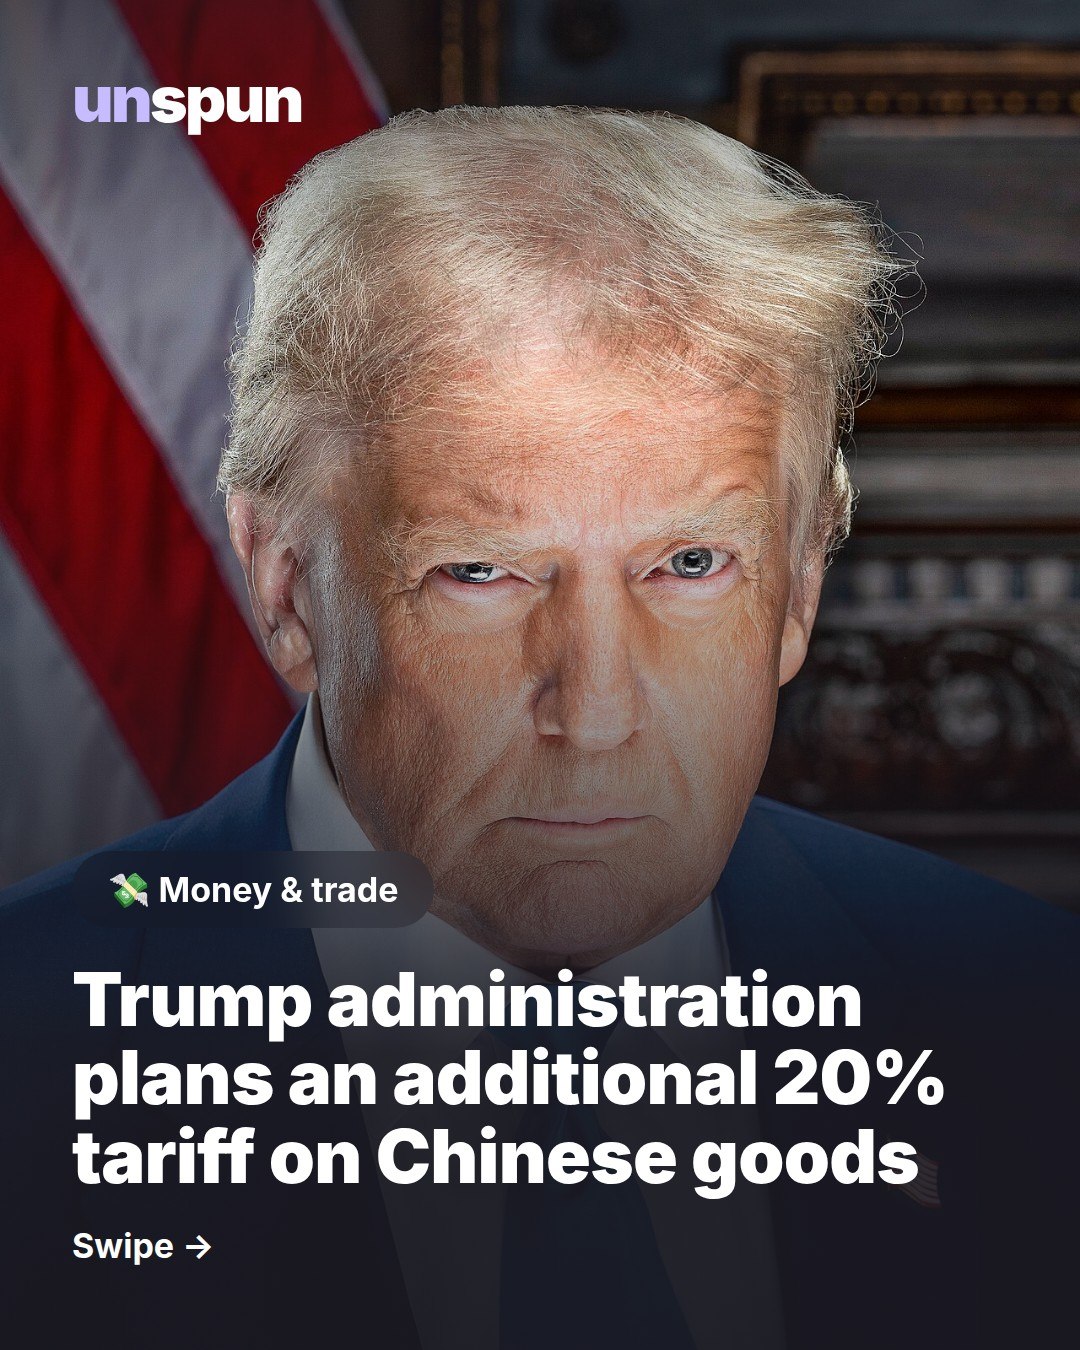 unspun
💸 Money & trade
Trump administration
plans an additional 20%
tariff on Chinese goods
Swipe →